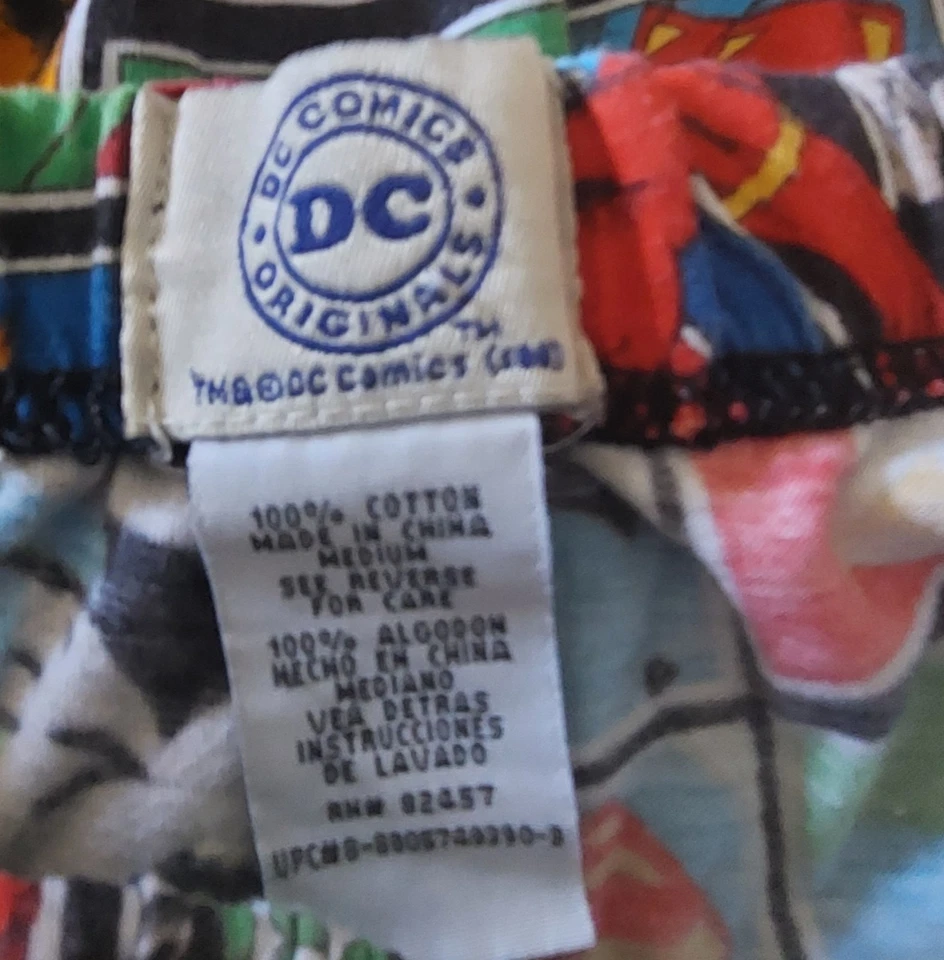 DC COMICS
DC
ORIGINALS
TM
TM&©DC Comics
100% COTTON
MADE IN CHINA
MEDIUM
SEE REVERSE
FOR CARE
100% ALGODON
HECHO EN CHINA
MEDIANO
VEA DETRAS
INSTRUCCIONES
DE LAVADO
RN# 82457